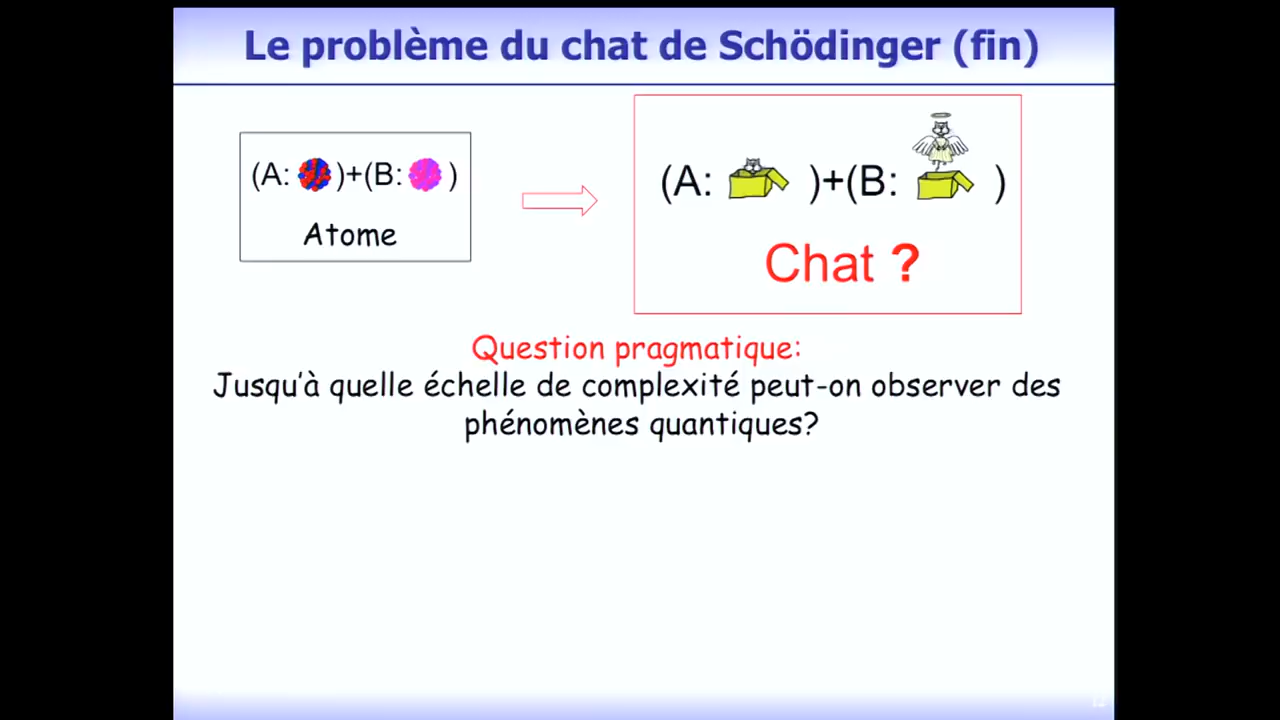 Le problème du chat de Schödinger (fin)
(A: )+(B: )
Atome
(A: )+(B: )
Chat ?
Question pragmatique:
Jusqu'à quelle échelle de complexité peut-on observer des
phénomènes quantiques?